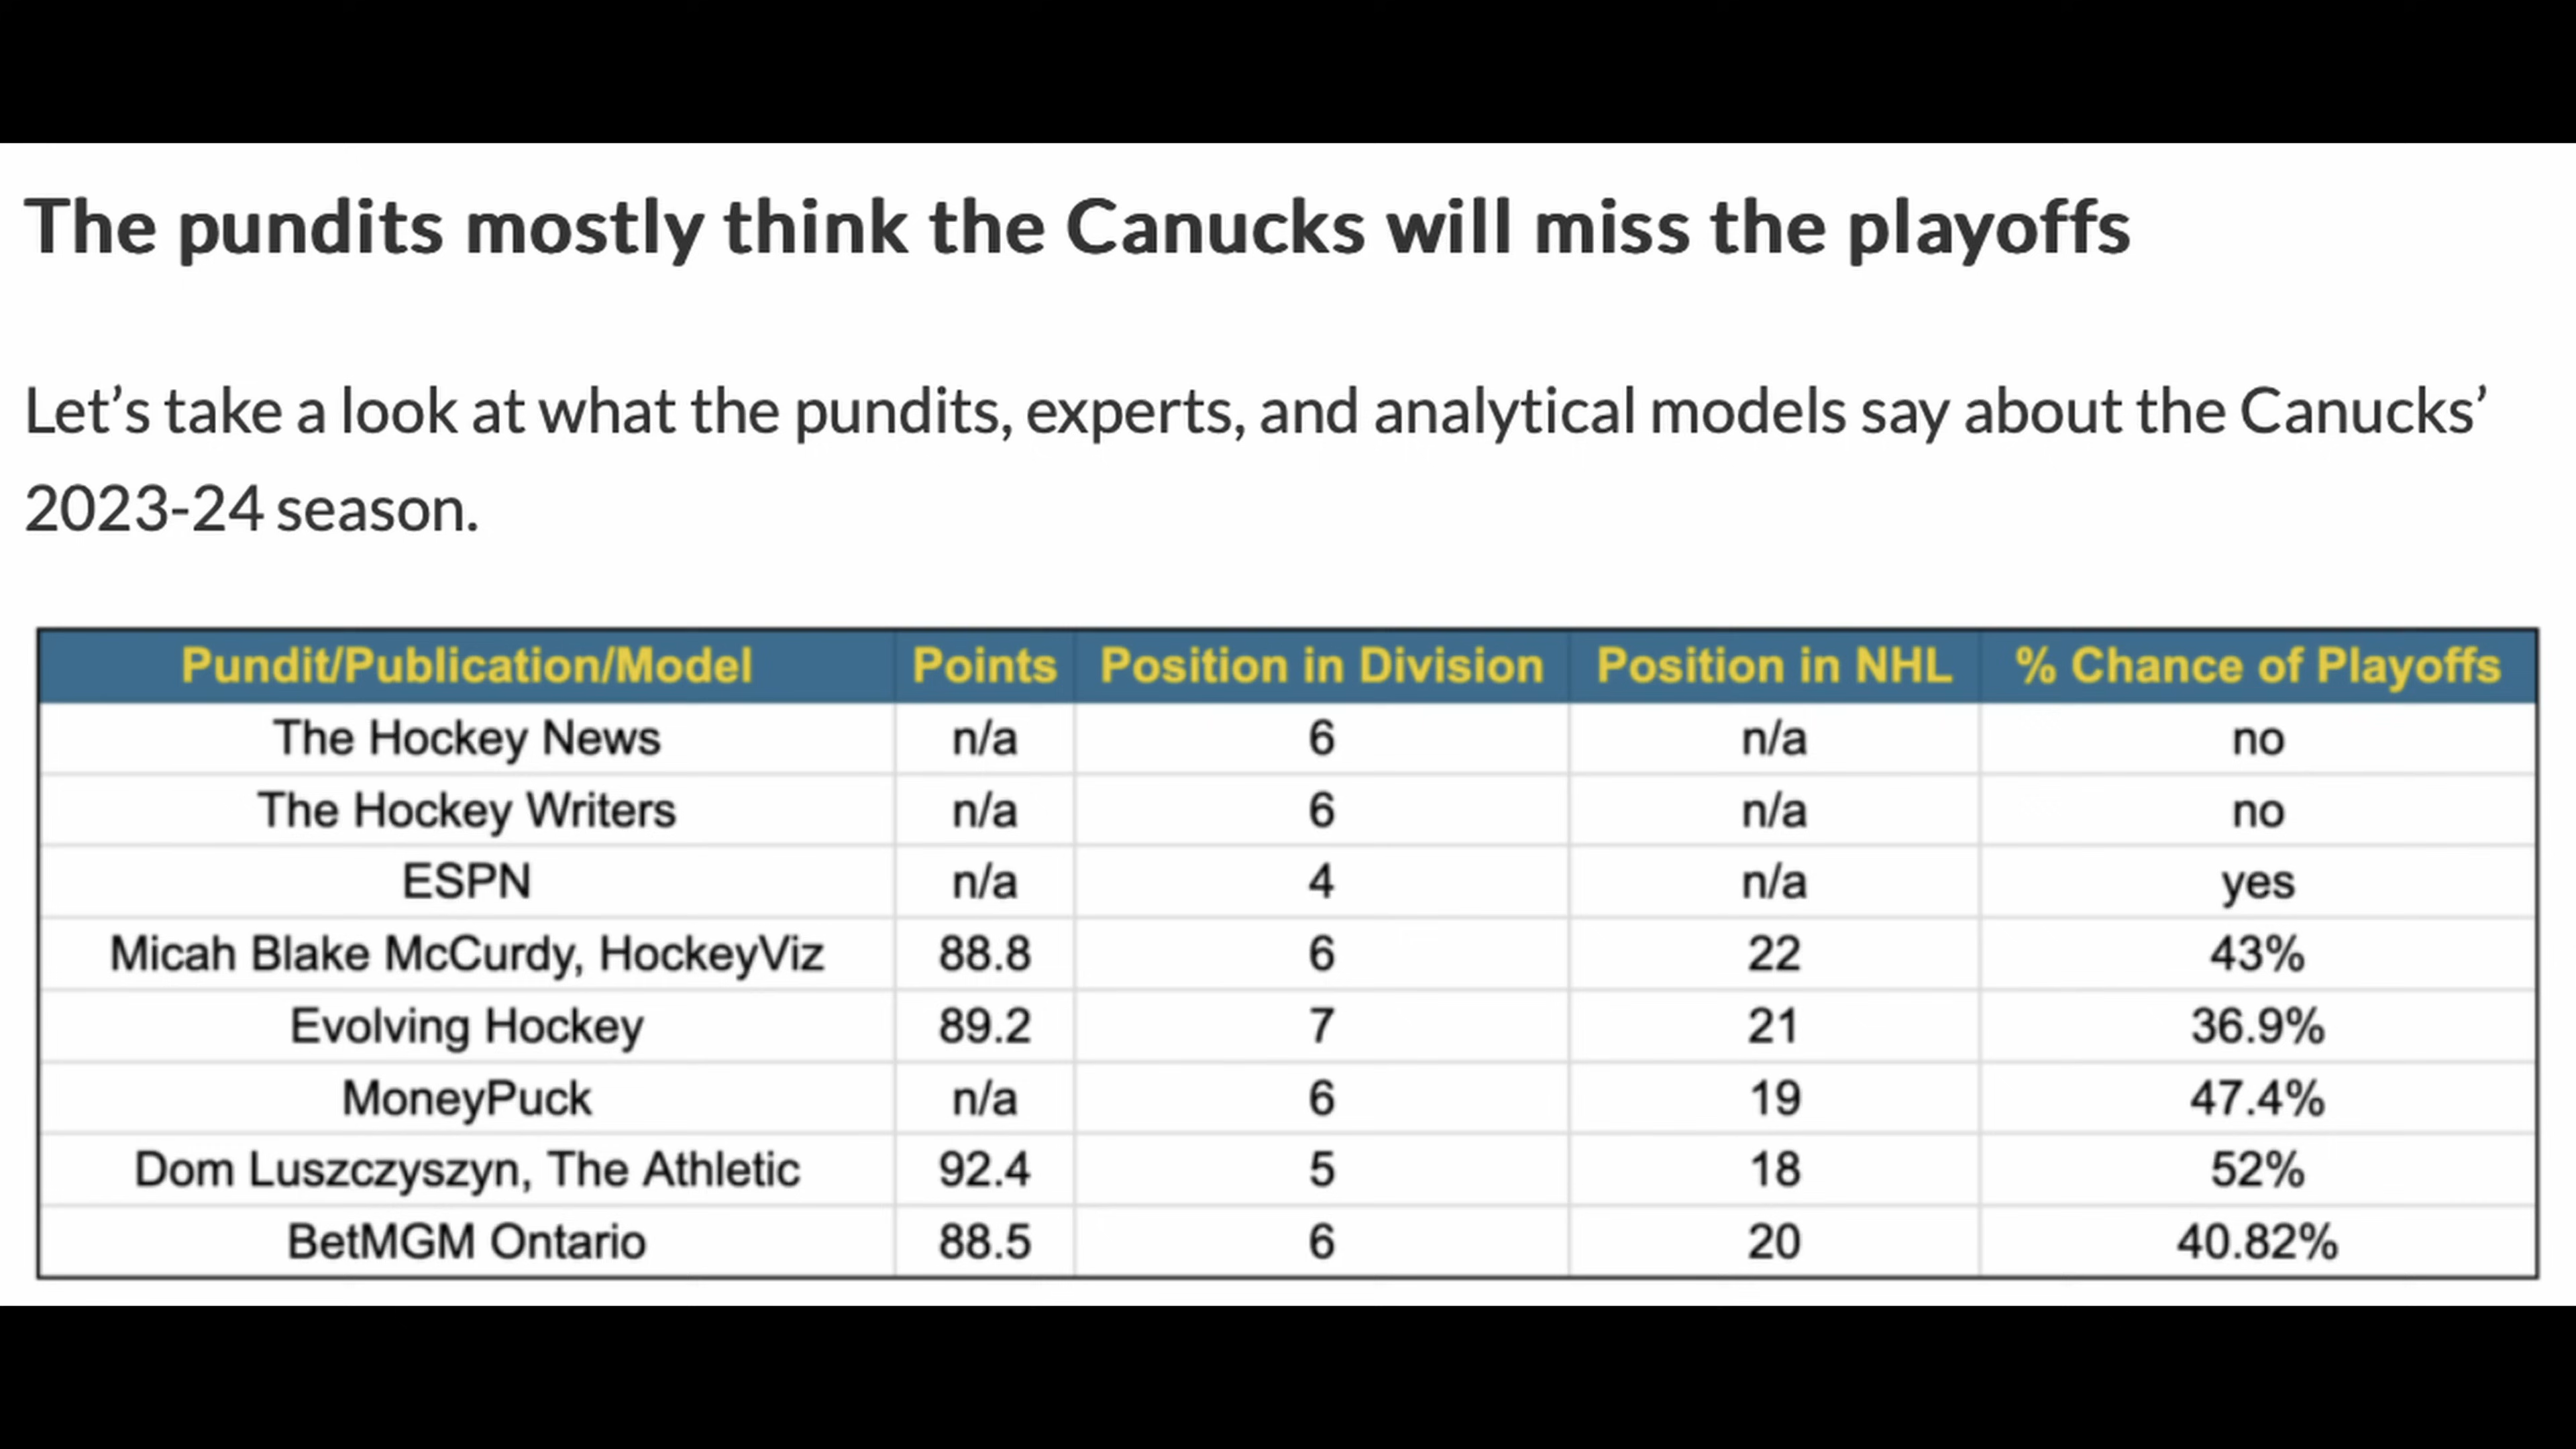 The pundits mostly think the Canucks will miss the playoffs
Let’s take a look at what the pundits, experts, and analytical models say about the Canucks’
2023-24 season.
Pundit/Publication/Model Points Position in Division Position in NHL % Chance of Playoffs
The Hockey News n/a 6 n/a no
The Hockey Writers n/a 6 n/a no
ESPN n/a 4 n/a yes
Micah Blake McCurdy, HockeyViz 88.8 6 22 43%
Evolving Hockey 89.2 7 21 36.9%
MoneyPuck n/a 6 19 47.4%
Dom Luszczyszyn, The Athletic 92.4 5 18 52%
BetMGM Ontario 88.5 6 20 40.82%